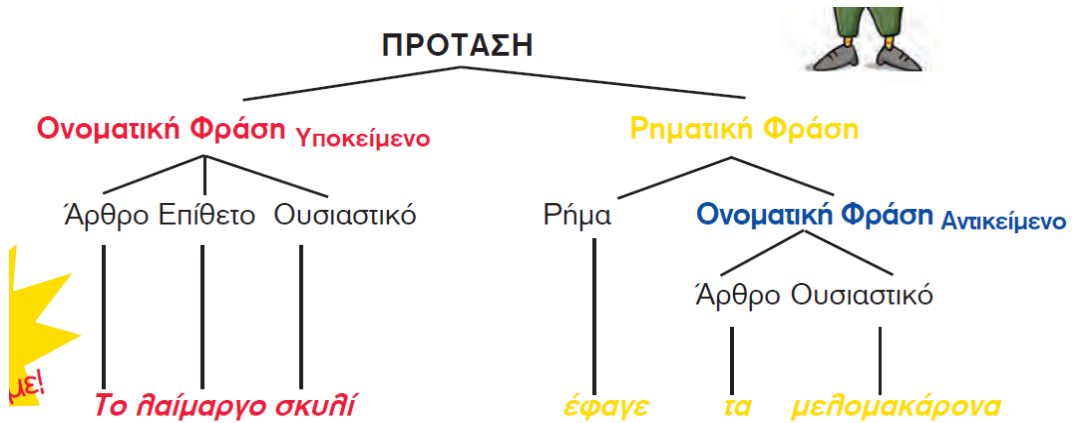 ΠΡΟΤΑΣΗ
Ονοματική Φράση Υποκείμενο Ρηματική Φράση
Άρθρο Επίθετο Ουσιαστικό Ρήμα Ονοματική Φράση Αντικείμενο
Άρθρο Ουσιαστικό
Το λαίμαργο σκυλί έφαγε τα μελομακάρονα